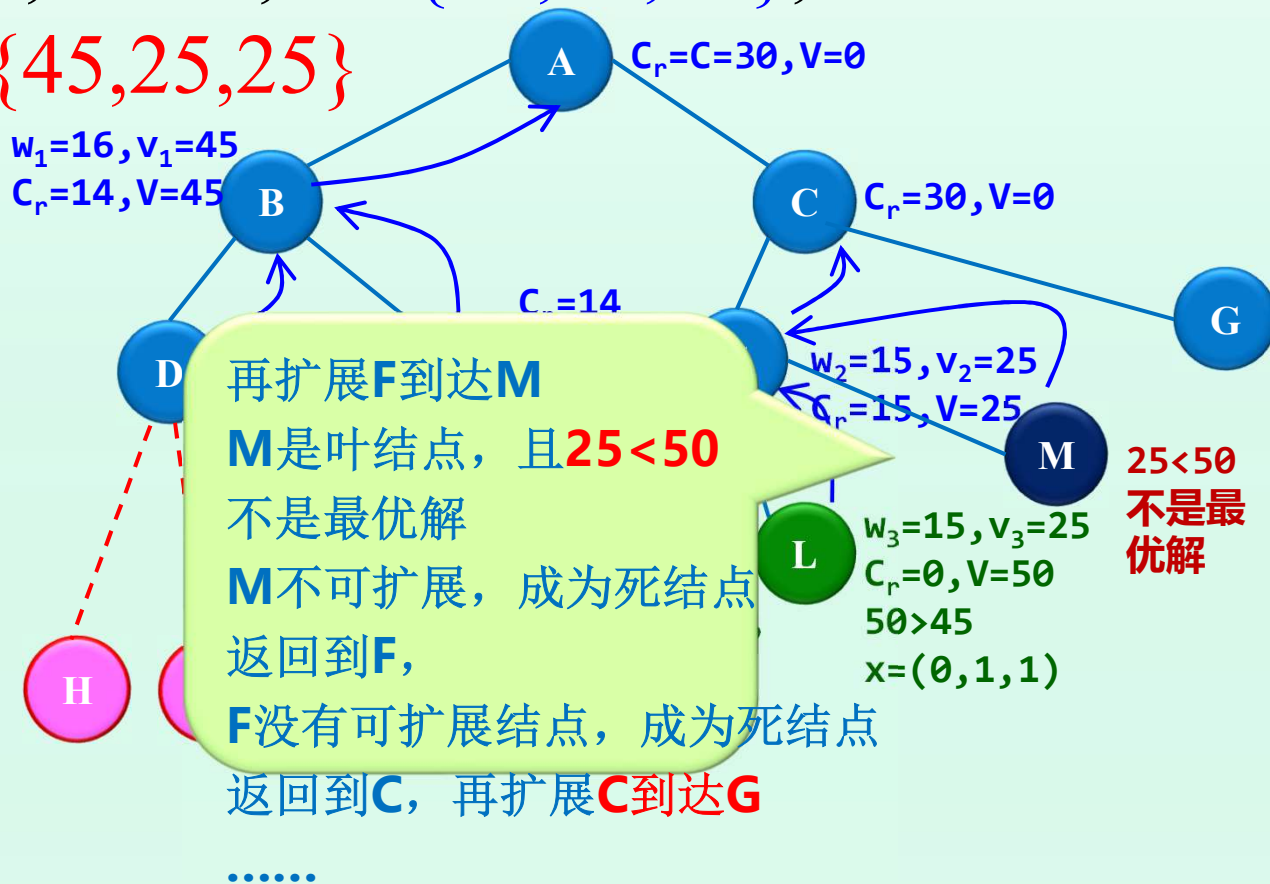 {45,25,25}
A
Cr=C=30,V=0
w1=16,v1=45
Cr=14,V=45
B
C
Cr=30,V=0
G
Cr=14
D
w2=15,v2=25
Cr=15,V=25
M
25<50
不是最
优解
再扩展F到达M
M是叶结点，且25<50
不是最优解
M不可扩展，成为死结点
返回到F，
F没有可扩展结点，成为死结点
返回到C，再扩展C到达G
……
L
w3=15,v3=25
Cr=0,V=50
50>45
x=(0,1,1)
H